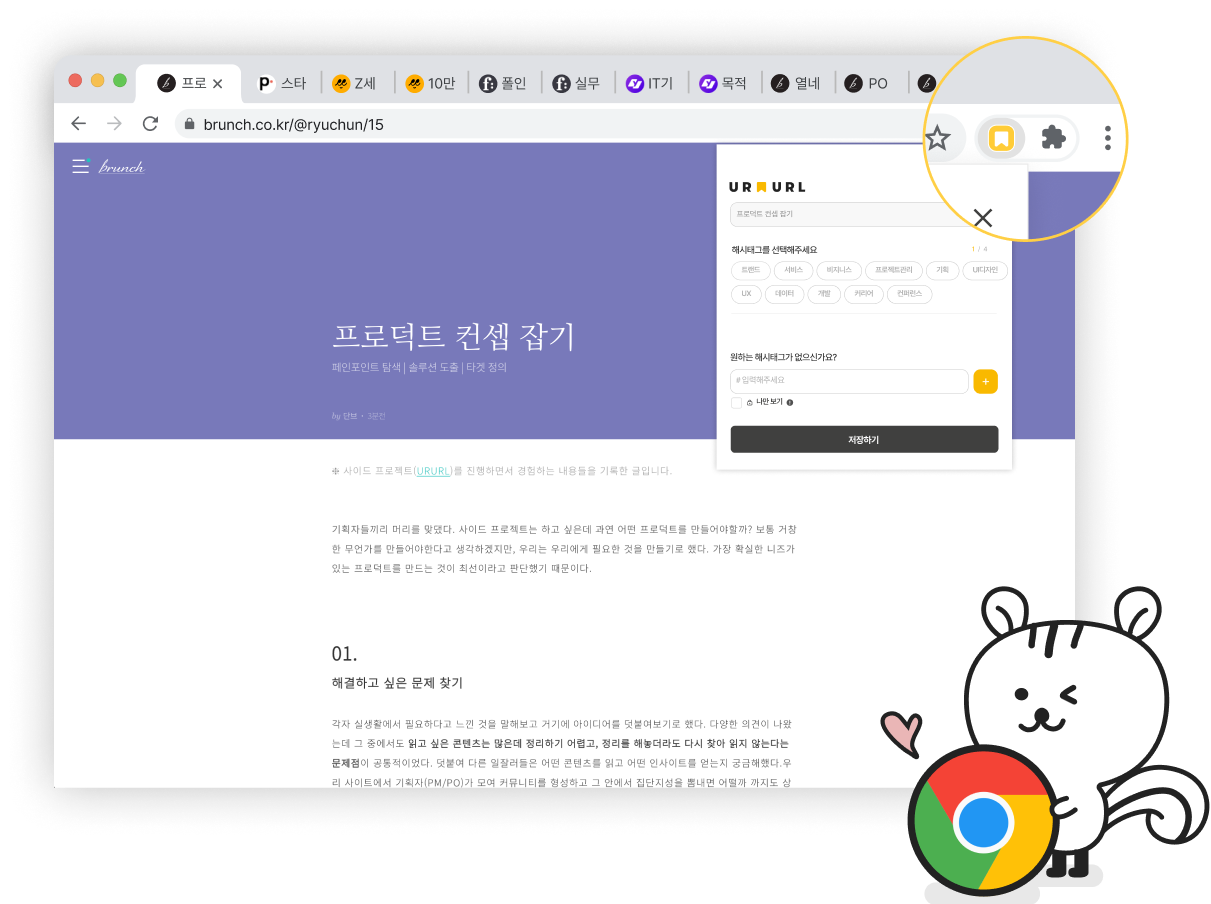 프로
스타
Z세
10만
폴인
실무
IT기
목적
열네
PO
brunch.co.kr/@ryuchun/15
brunch
UR URL
프로덕트 컨셉 잡기
해시태그를 선택해주세요
1 / 4
트랜드 서비스 비지니스 프로젝트관리 기획 UI디자인
UX 데이터 개발 커리어 컨퍼런스
원하는 해시태그가 없으신가요?
# 입력해주세요
+
나만 보기
저장하기
프로덕트 컨셉 잡기
페인포인트 탐색 | 솔루션 도출 | 타겟 정의
by 단브 · 3분전
❉ 사이드 프로젝트(URURL)를 진행하면서 경험하는 내용들을 기록한 글입니다.
기획자들끼리 머리를 맞댔다. 사이드 프로젝트는 하고 싶은데 과면 어떤 프로덕트를 만들어야할까? 보통 거창
한 무언가를 만들어야한다고 생각하겠지만, 우리는 우리에게 필요한 것을 만들기로 했다. 가장 확실한 니즈가
있는 프로덕트를 만드는 것이 최선이라고 판단했기 때문이다.
01.
해결하고 싶은 문제 찾기
각자 실생활에서 필요하다고 느낀 것을 말해보고 거기에 아이디어를 덧붙여보기로 했다. 다양한 의견이 나왔
는데 그 중에서도 읽고 싶은 콘텐츠는 많은데 정리하기 어렵고, 정리를 해놓더라도 다시 찾아 읽지 않는다는
문제점이 공통적이었다. 덧붙여 다른 일잘러들은 어떤 콘텐츠를 읽고 어떤 인사이트를 얻는지 궁금해했다.우
리 사이트에서 기획자(PM/PO)가 모여 커뮤니티를 형성하고 그 안에서 집단지성을 뽐내면 어떨까 까지도 상